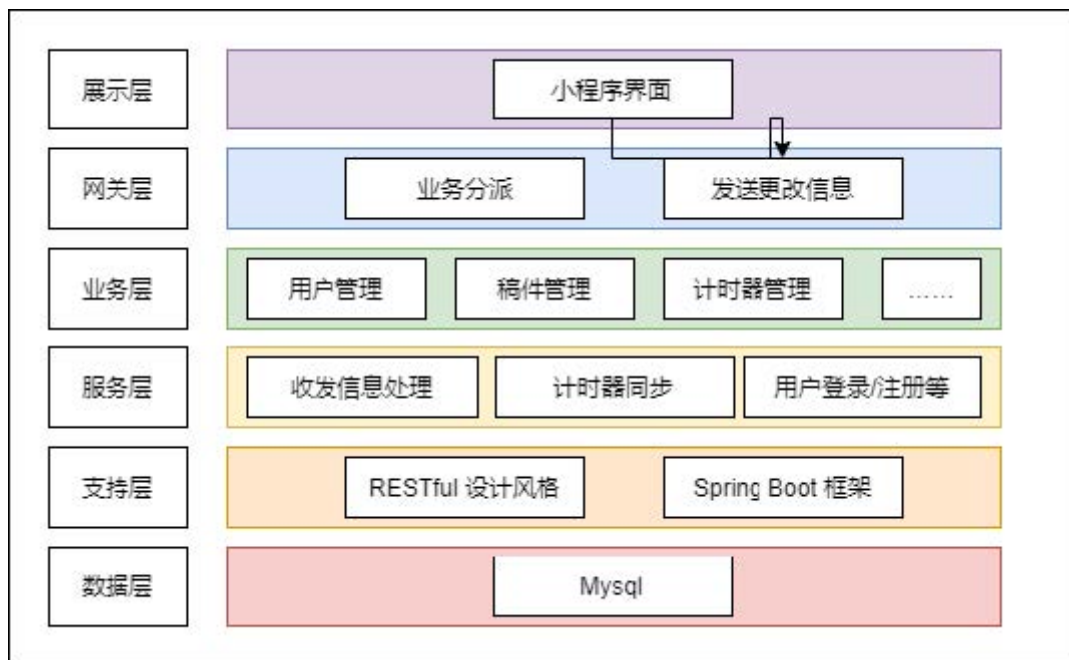 展示层
小程序界面
网关层
业务分派
发送更改信息
业务层
用户管理
稿件管理
计时器管理
……
服务层
收发信息处理
计时器同步
用户登录/注册等
支持层
RESTful 设计风格
Spring Boot 框架
数据层
Mysql